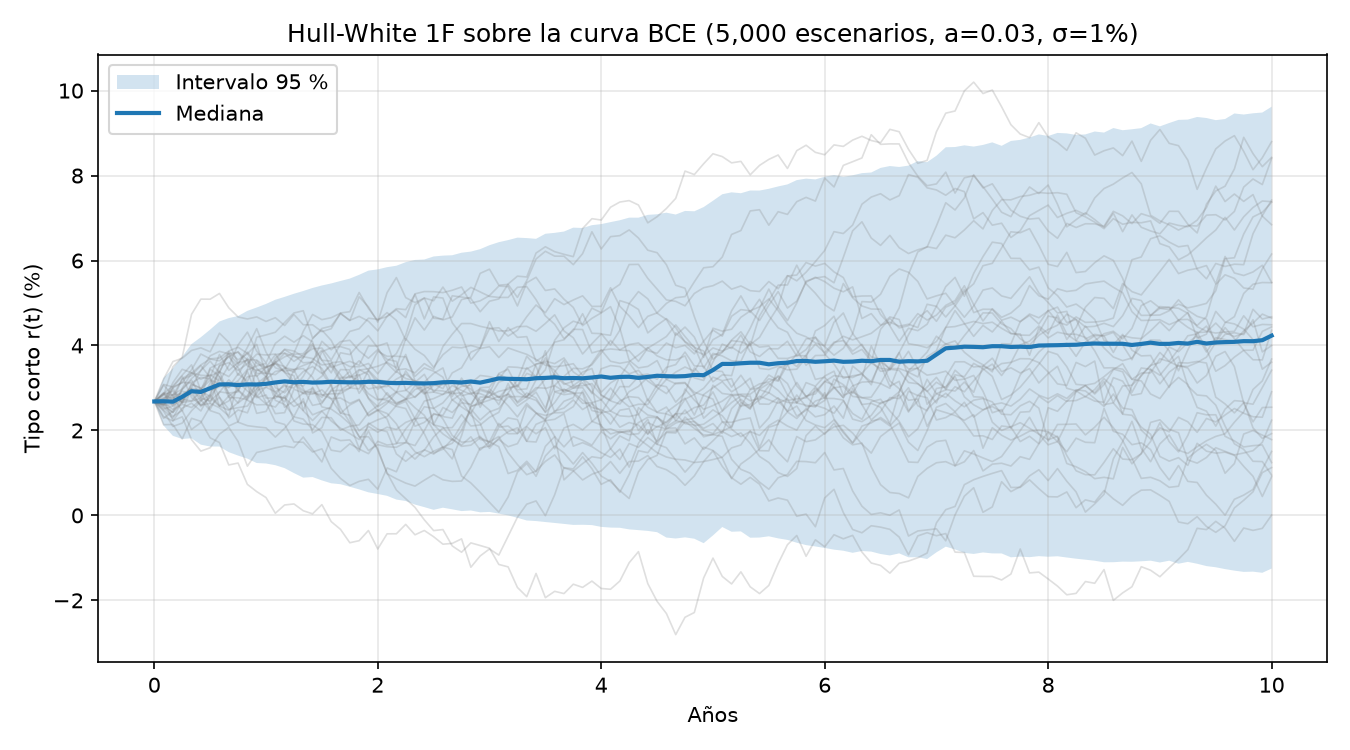 Hull-White 1F sobre la curva BCE (5,000 escenarios, a=0.03, σ=1%)
Intervalo 95 %
Mediana
10
8
6
4
2
0
−2
Tipo corto r(t) (%)
0 2 4 6 8 10
Años